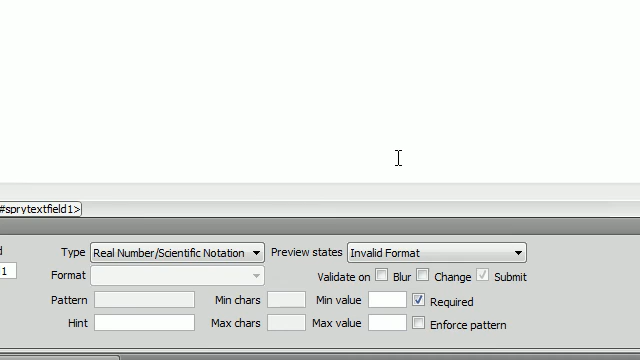 #sprytextfield1>
d Type Real Number/Scientific Notation Preview states Invalid Format
1 Format Validate on Blur Change Submit
Pattern Min chars Min value Required
Hint Max chars Max value Enforce pattern